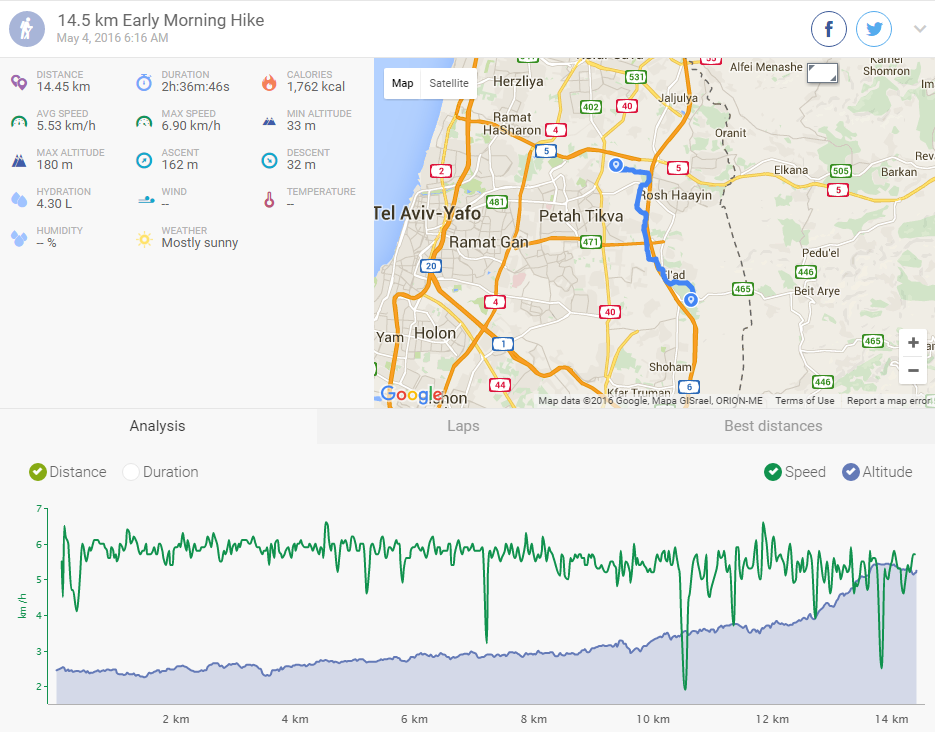 14.5 km Early Morning Hike
May 4, 2016 6:16 AM
f
DISTANCE
14.45 km
DURATION
2h:36m:46s
CALORIES
1,762 kcal
AVG SPEED
5.53 km/h
MAX SPEED
6.90 km/h
MIN ALTITUDE
33 m
MAX ALTITUDE
180 m
ASCENT
162 m
DESCENT
32 m
HYDRATION
4.30 L
WIND
--
TEMPERATURE
--
HUMIDITY
-- %
WEATHER
Mostly sunny
Map
Satellite
Herzliya
531
Alfei Menashe
Shomron
402
40
Jaljulya
Ramat
HaSharon
4
Oranit
5
2
5
Elkana
505
Barkan
5
Rosh Haayin
481
Tel Aviv-Yafo
Petah Tikva
Ramat Gan
471
Pedu'el
20
446
465
Beit Arye
4
40
Yam
Holon
1
465
Shoham
44
6
446
Google
Map data ©2016 Google, Mapa GISrael, ORION-ME
Terms of Use
Report a map error
+
−
Analysis
Laps
Best distances
Distance
Duration
Speed
Altitude
7
6
5
4
3
2
km /h
2 km
4 km
6 km
8 km
10 km
12 km
14 km